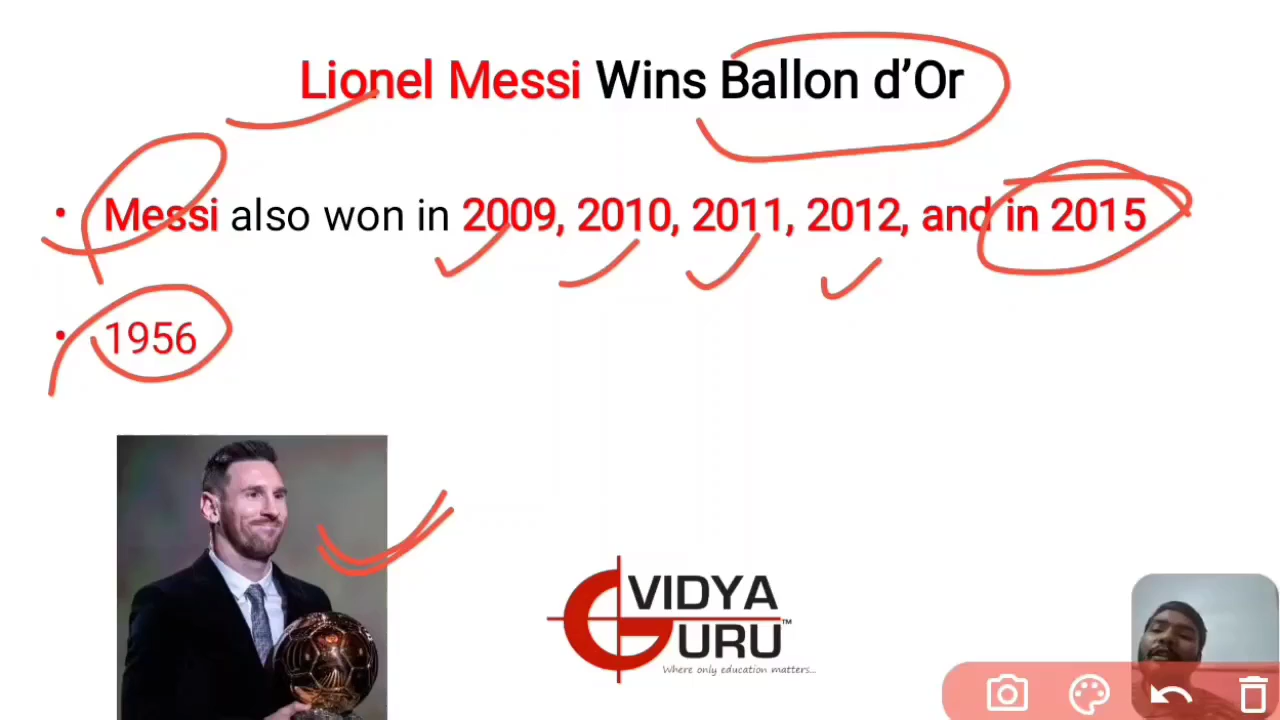 Lionel Messi Wins Ballon d’Or
• Messi also won in 2009, 2010, 2011, 2012, and in 2015
• 1956
VIDYA
GURU™
Where only education matters...